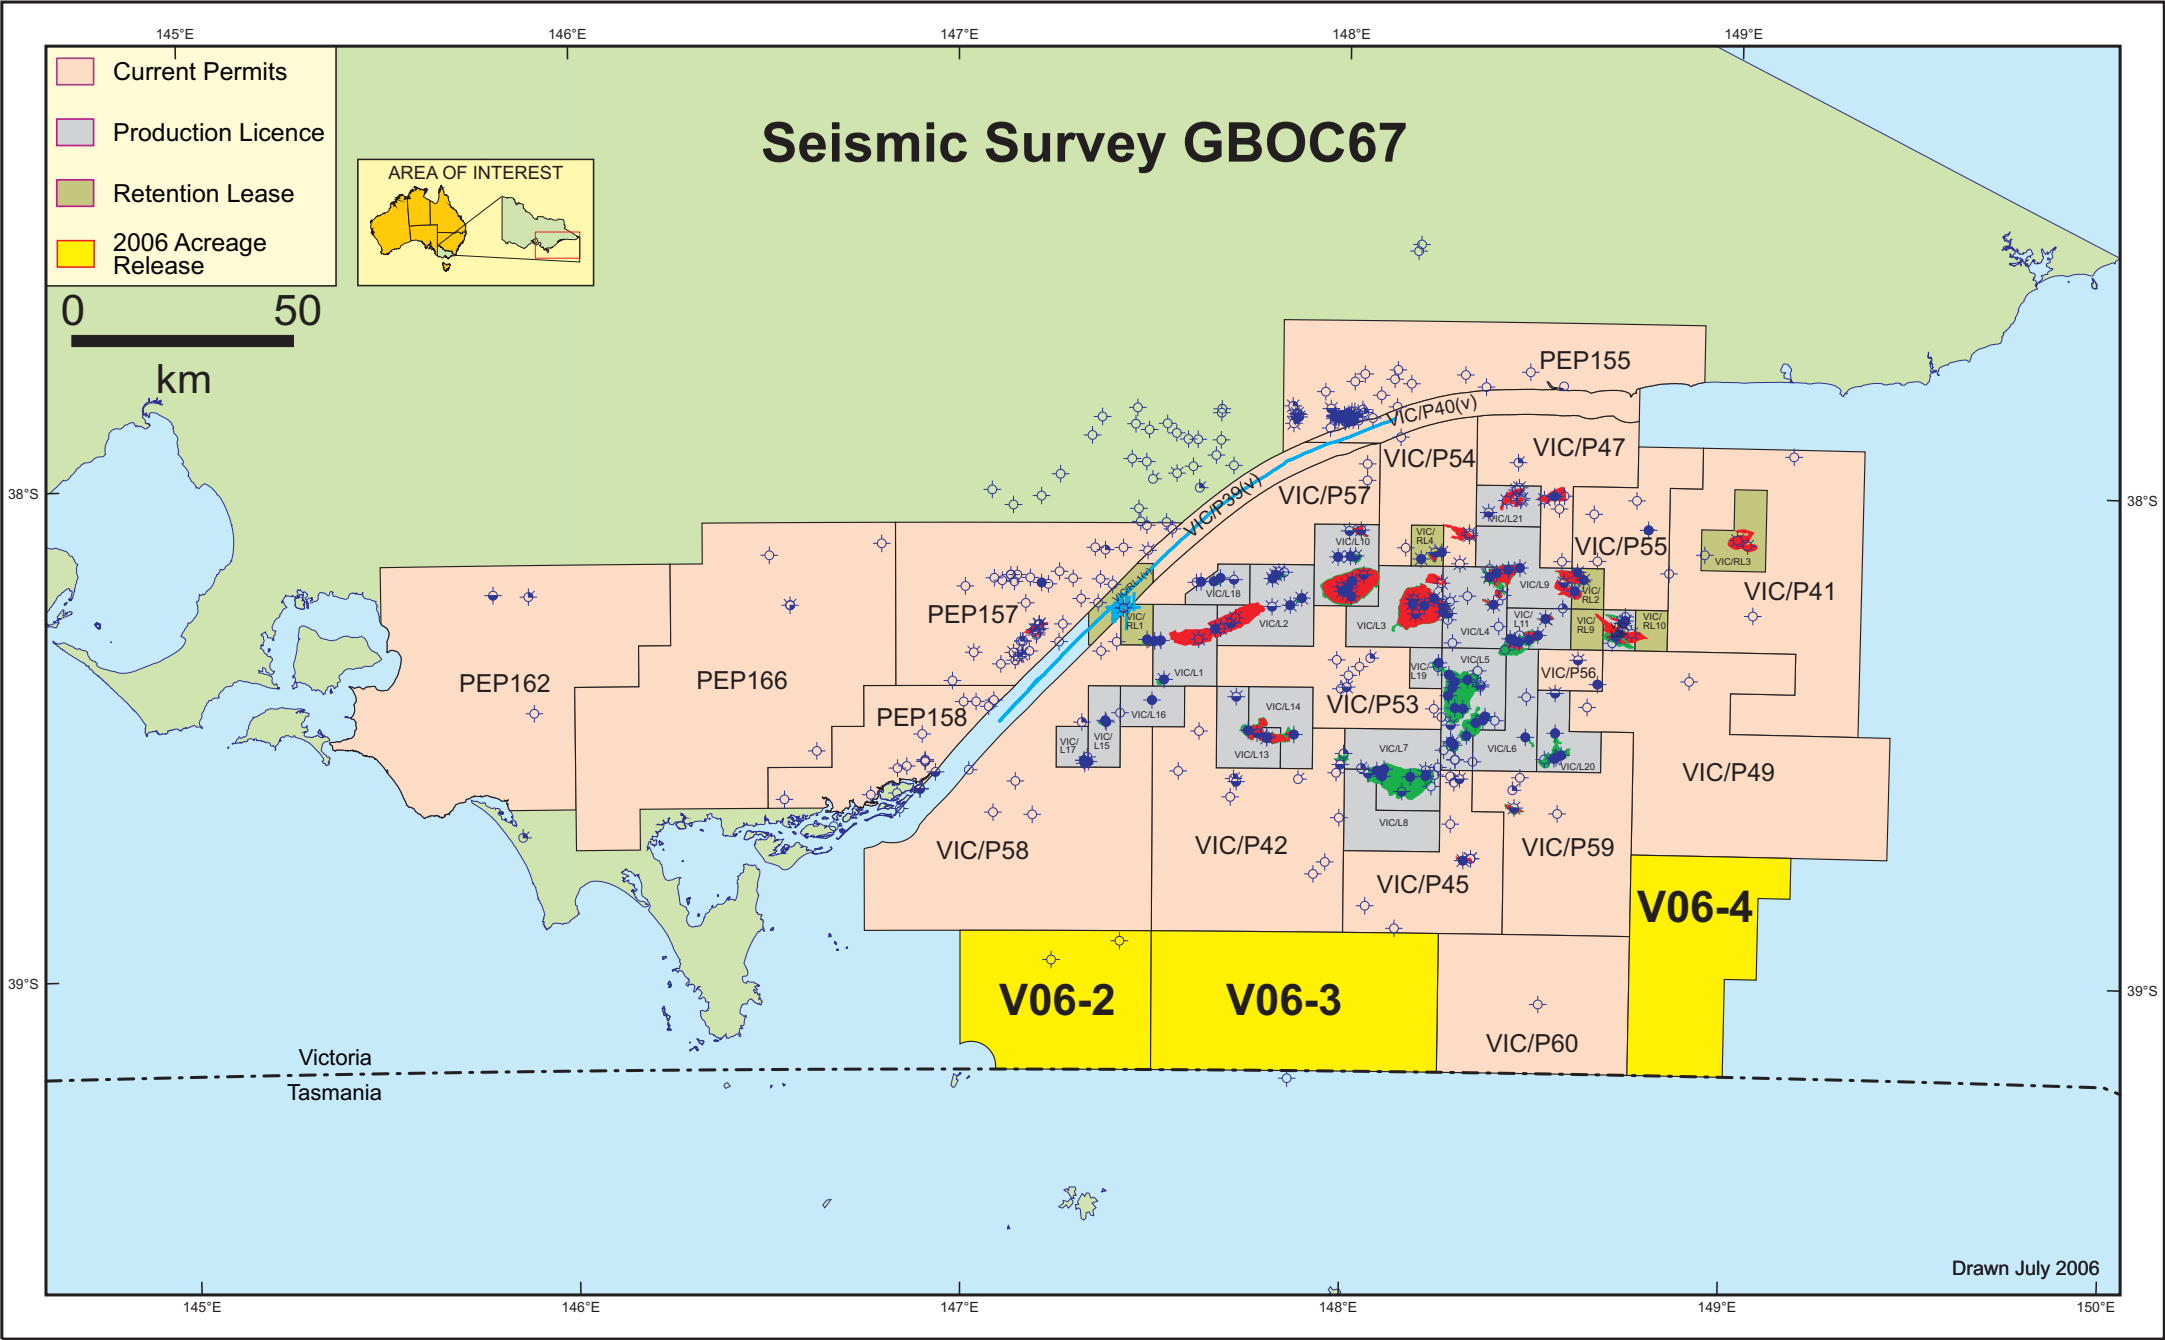 145°E
146°E
147°E
148°E
149°E
Current Permits
Production Licence
Retention Lease
2006 Acreage
Release
Seismic Survey GBOC67
AREA OF INTEREST
0
50
km
PEP155
VIC/P40(v)
VIC/P47
VIC/P54
VIC/P57
VIC/P39(v)
38°S
38°S
VIC/L21
VIC/L10
VIC/
RL4
VIC/P55
VIC/RL3
VIC/RL1(v)
VIC/L18
VIC/L9
VIC/
RL2
VIC/P41
PEP157
VIC/
RL1
VIC/L2
VIC/L3
VIC/L4
VIC/
L11
VIC/
RL9
VIC/
RL10
PEP162
PEP166
VIC/L1
VIC/
L19
VIC/L5
VIC/P56
VIC/P53
PEP158
VIC/L16
VIC/L14
VIC/
L17
VIC/
L15
VIC/L13
VIC/L7
VIC/L6
VIC/L20
VIC/P49
VIC/L8
VIC/P58
VIC/P42
VIC/P59
VIC/P45
V06-4
39°S
39°S
V06-2
V06-3
VIC/P60
Victoria
Tasmania
Drawn July 2006
145°E
146°E
147°E
148°E
149°E
150°E